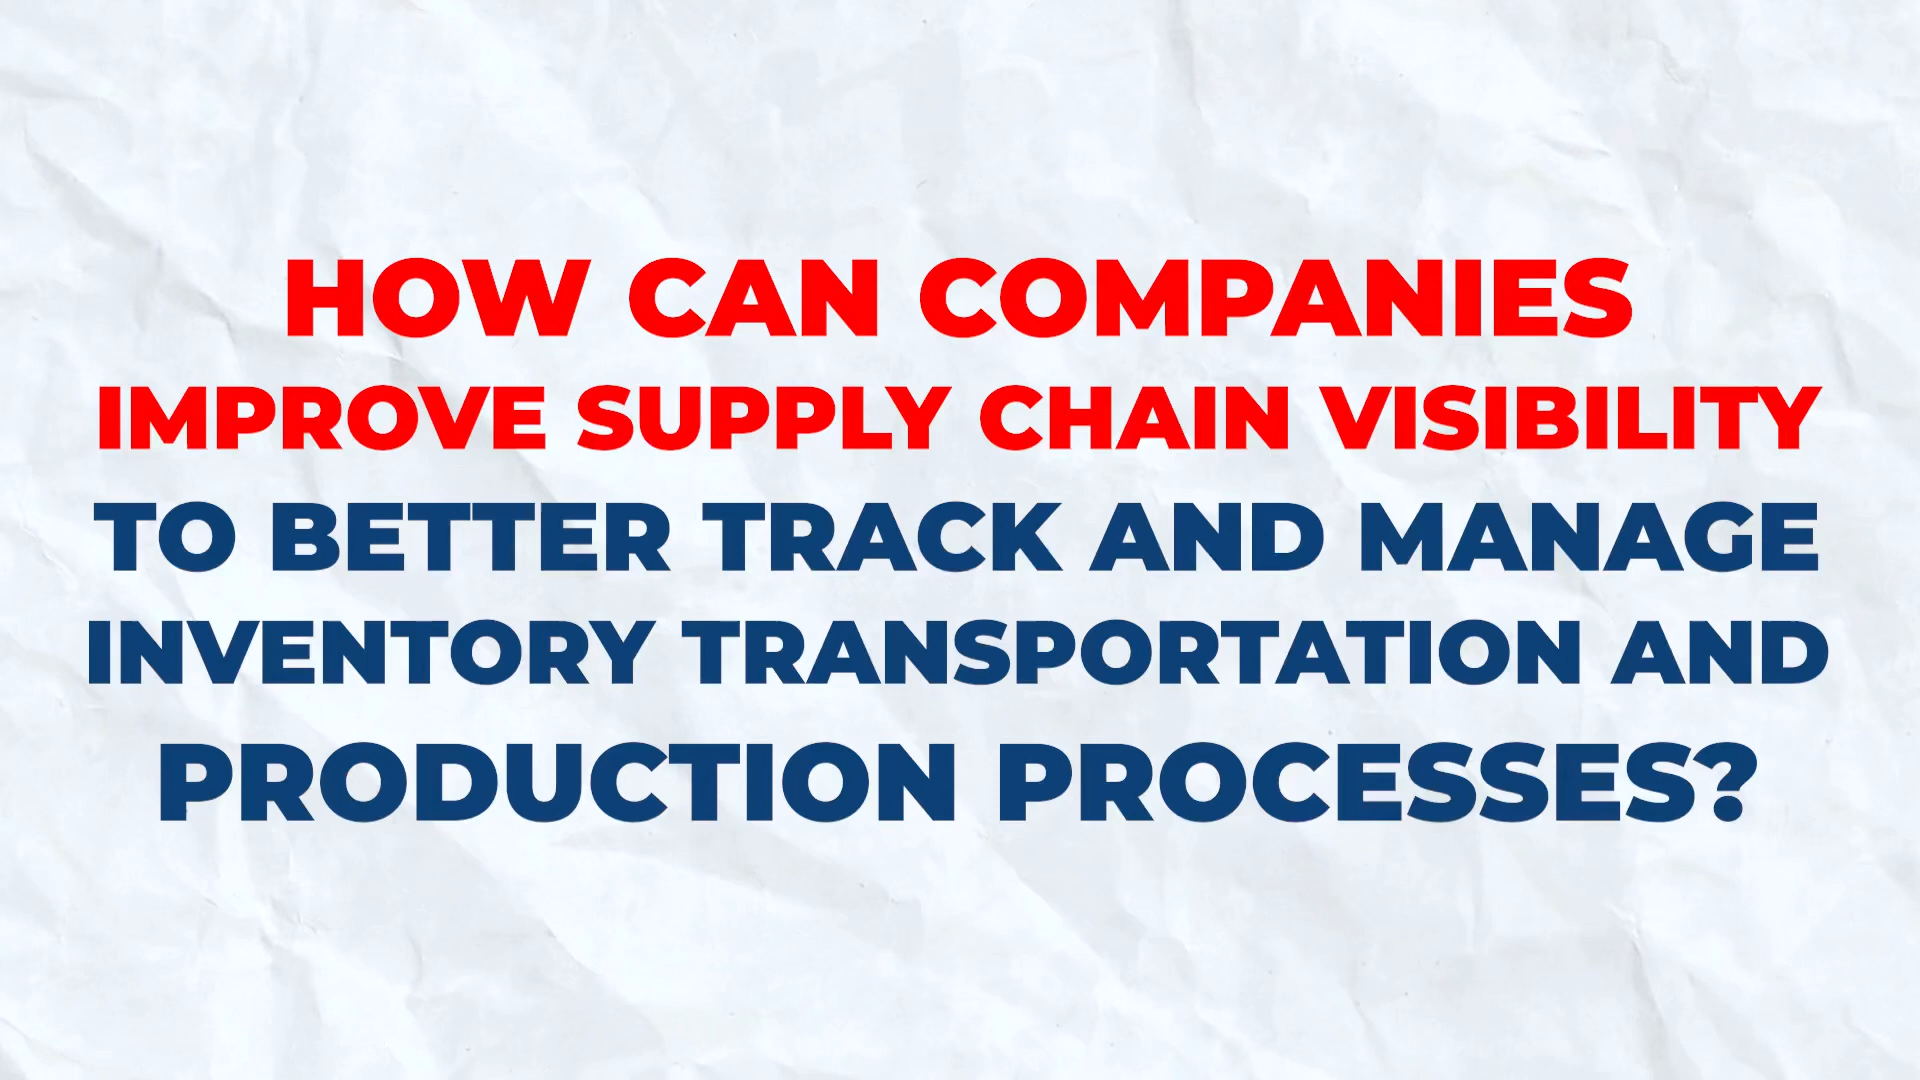 HOW CAN COMPANIES
IMPROVE SUPPLY CHAIN VISIBILITY
TO BETTER TRACK AND MANAGE
INVENTORY TRANSPORTATION AND
PRODUCTION PROCESSES?